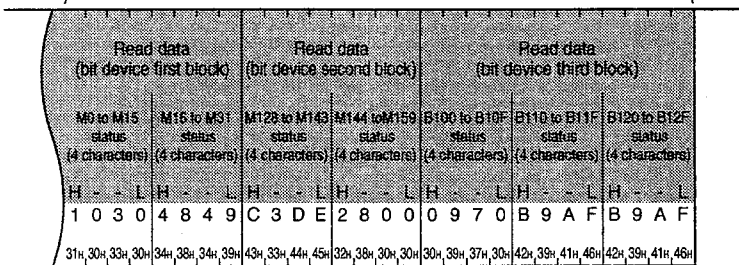 Read data Read data Read data
(bit device first block) (bit device second block) (bit device third block)
M0 to M15 M16 to M31 M128 to M143 M144 toM159 B100 to B10F B110 to B11F B120 to B12F
status status status status status status status
(4 characters) (4 characters) (4 characters) (4 characters) (4 characters) (4 characters) (4 characters)
H - - L H - - L H - - L H - - L H - - L H - - L H - - L
1 0 3 0 4 8 4 9 C 3 D E 2 8 0 0 0 9 7 0 B 9 A F B 9 A F
31H, 30H, 33H, 30H 34H, 38H, 34H, 39H 43H, 33H, 44H, 45H 32H, 38H, 30H, 30H 30H, 39H, 37H, 30H 42H, 39H, 41H, 46H 42H, 39H, 41H, 46H